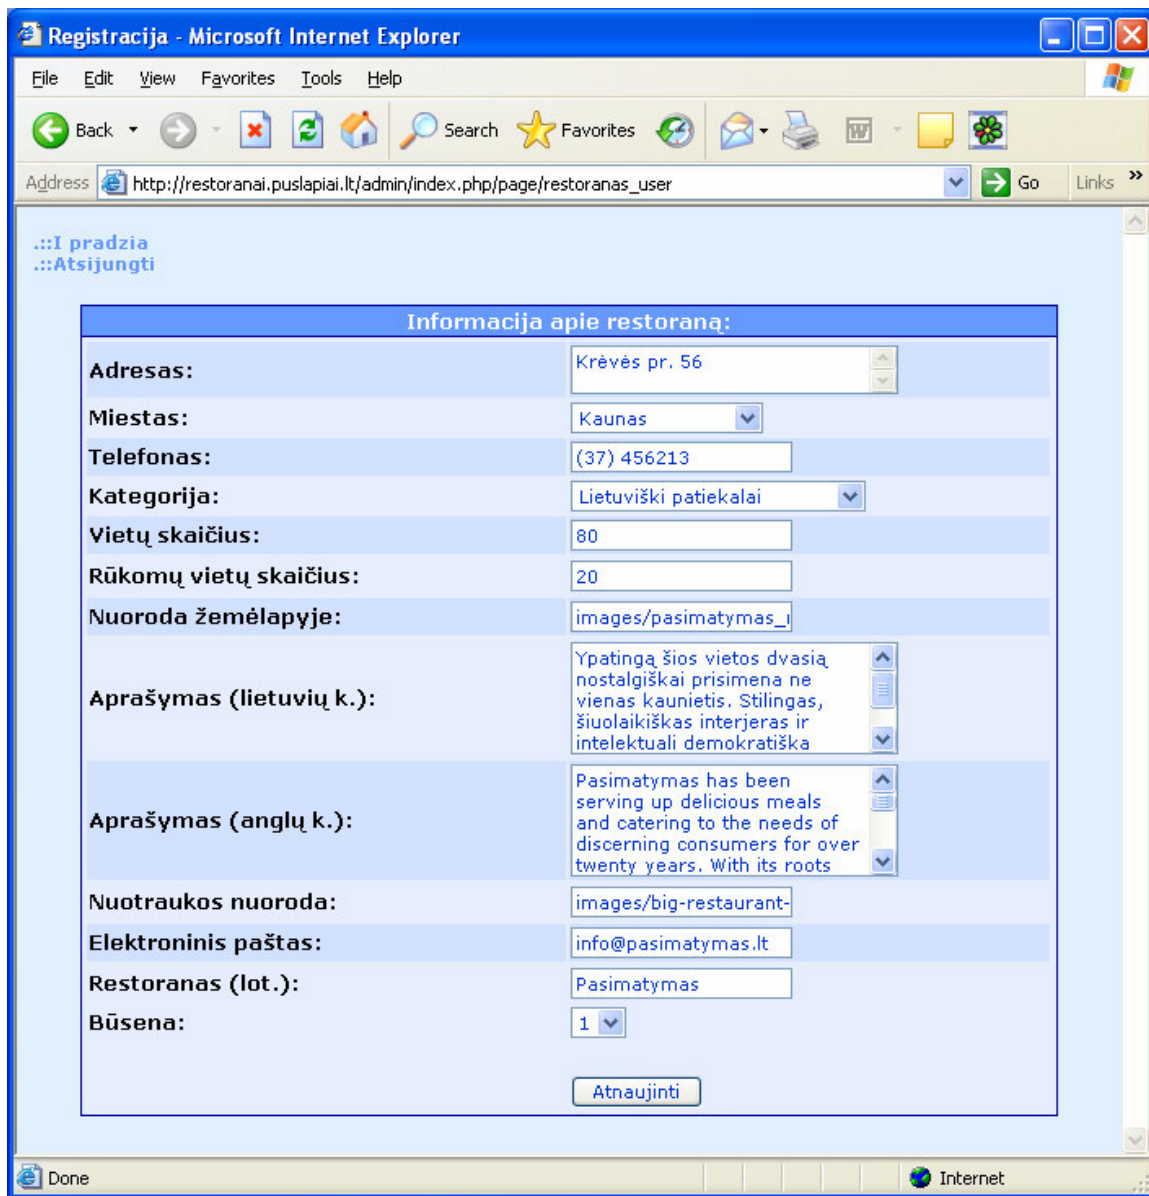 Registracija - Microsoft Internet Explorer
File Edit View Favorites Tools Help
Back Search Favorites
Address http://restoranai.puslapiai.lt/admin/index.php/page/restoranas_user Go Links »
.::I pradzia
.::Atsijungti
Informacija apie restoraną:
Adresas: Krėvės pr. 56
Miestas: Kaunas
Telefonas: (37) 456213
Kategorija: Lietuviški patiekalai
Vietų skaičius: 80
Rūkomų vietų skaičius: 20
Nuoroda žemėlapyje: images/pasimatymas_
Aprašymas (lietuvių k.):
Ypatingą šios vietos dvasią
nostalgiškai prisimena ne
vienas kaunietis. Stilingas,
šiuolaikiškas interjeras ir
intelektuali demokratiška
Aprašymas (anglų k.):
Pasimatymas has been
serving up delicious meals
and catering to the needs of
discerning consumers for over
twenty years. With its roots
Nuotraukos nuoroda: images/big-restaurant-
Elektroninis paštas: info@pasimatymas.lt
Restoranas (lot.): Pasimatymas
Būsena: 1
Atnaujinti
Done Internet